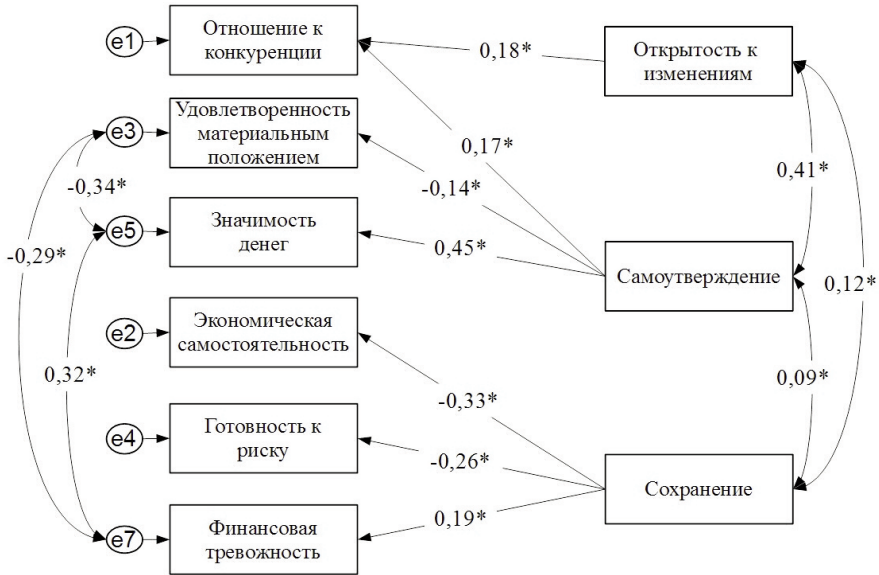 e1
Отношение к
конкуренции
0,18*
Открытость к
изменениям
e3
Удовлетворенность
материальным
положением
0,17*
-0,34*
-0,14*
0,41*
e5
Значимость
денег
0,45*
-0,29*
Самоутверждение
0,12*
e2
Экономическая
самостоятельность
0,32*
0,09*
-0,33*
e4
Готовность к
риску
-0,26*
Сохранение
0,19*
e7
Финансовая
тревожность